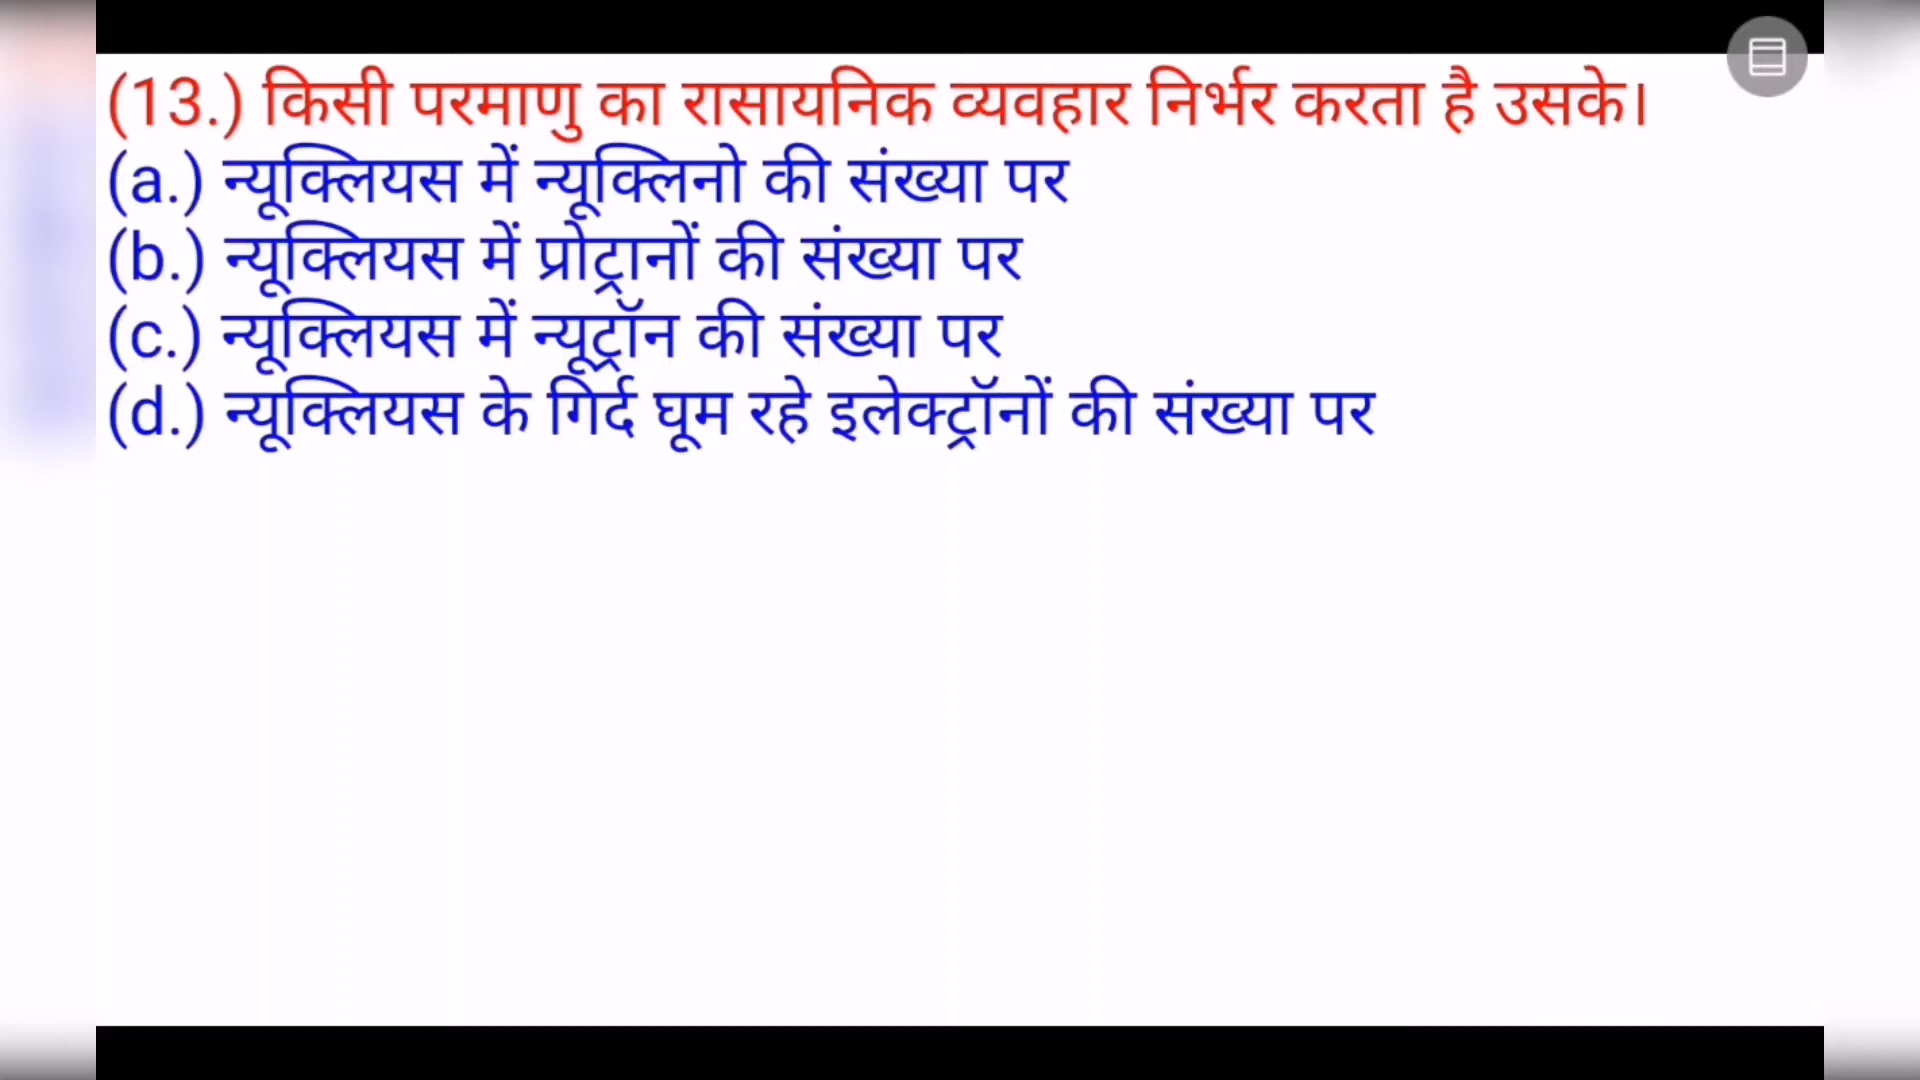 (13.) किसी परमाणु का रासायनिक व्यवहार निर्भर करता है उसके।
(a.) न्यूक्लियस में न्यूक्लिनो की संख्या पर
(b.) न्यूक्लियस में प्रोट्रानों की संख्या पर
(c.) न्यूक्लियस में न्यूट्रॉन की संख्या पर
(d.) न्यूक्लियस के गिर्द घूम रहे इलेक्ट्रॉनों की संख्या पर